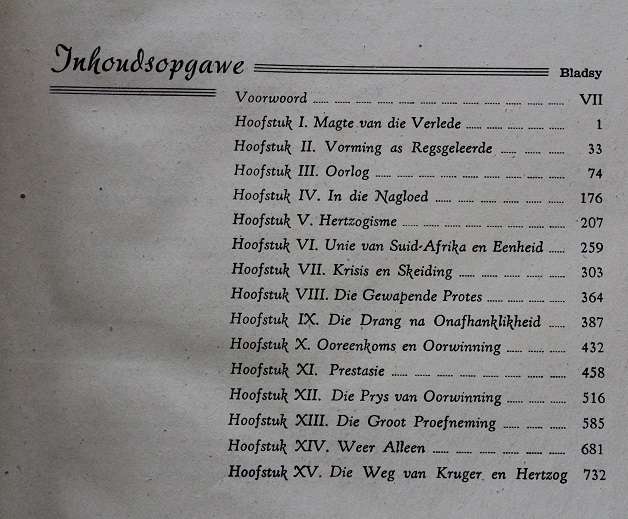 Inhoudsopgawe
Bladsy
Voorwoord ...... ...... ...... ...... ...... ...... ...... ...... ...... ...... ...... VII
Hoofstuk I. Magte van die Verlede ...... ...... ...... ...... ...... 1
Hoofstuk II. Vorming as Regsgeleerde ...... ...... ...... 33
Hoofstuk III. Oorlog ...... ...... ...... ...... ...... ...... ...... ...... ...... 74
Hoofstuk IV. In die Nagloed ...... ...... ...... ...... ...... ...... 176
Hoofstuk V. Hertzogisme ...... ...... ...... ...... ...... ...... ...... ...... 207
Hoofstuk VI. Unie van Suid-Afrika en Eenheid ...... 259
Hoofstuk VII. Krisis en Skeiding ...... ...... ...... ...... ...... 303
Hoofstuk VIII. Die Gewapende Protes ...... ...... ...... ...... 364
Hoofstuk IX. Die Drang na Onafhanklikheid ...... 387
Hoofstuk X. Ooreenkoms en Oorwinning ...... ...... ...... 432
Hoofstuk XI. Prestasie ...... ...... ...... ...... ...... ...... ...... ...... 458
Hoofstuk XII. Die Prys van Oorwinning ...... ...... ...... 516
Hoofstuk XIII. Die Groot Proefneming ...... ...... ...... 585
Hoofstuk XIV. Weer Alleen ...... ...... ...... ...... ...... ...... 681
Hoofstuk XV. Die Weg van Kruger en Hertzog 732